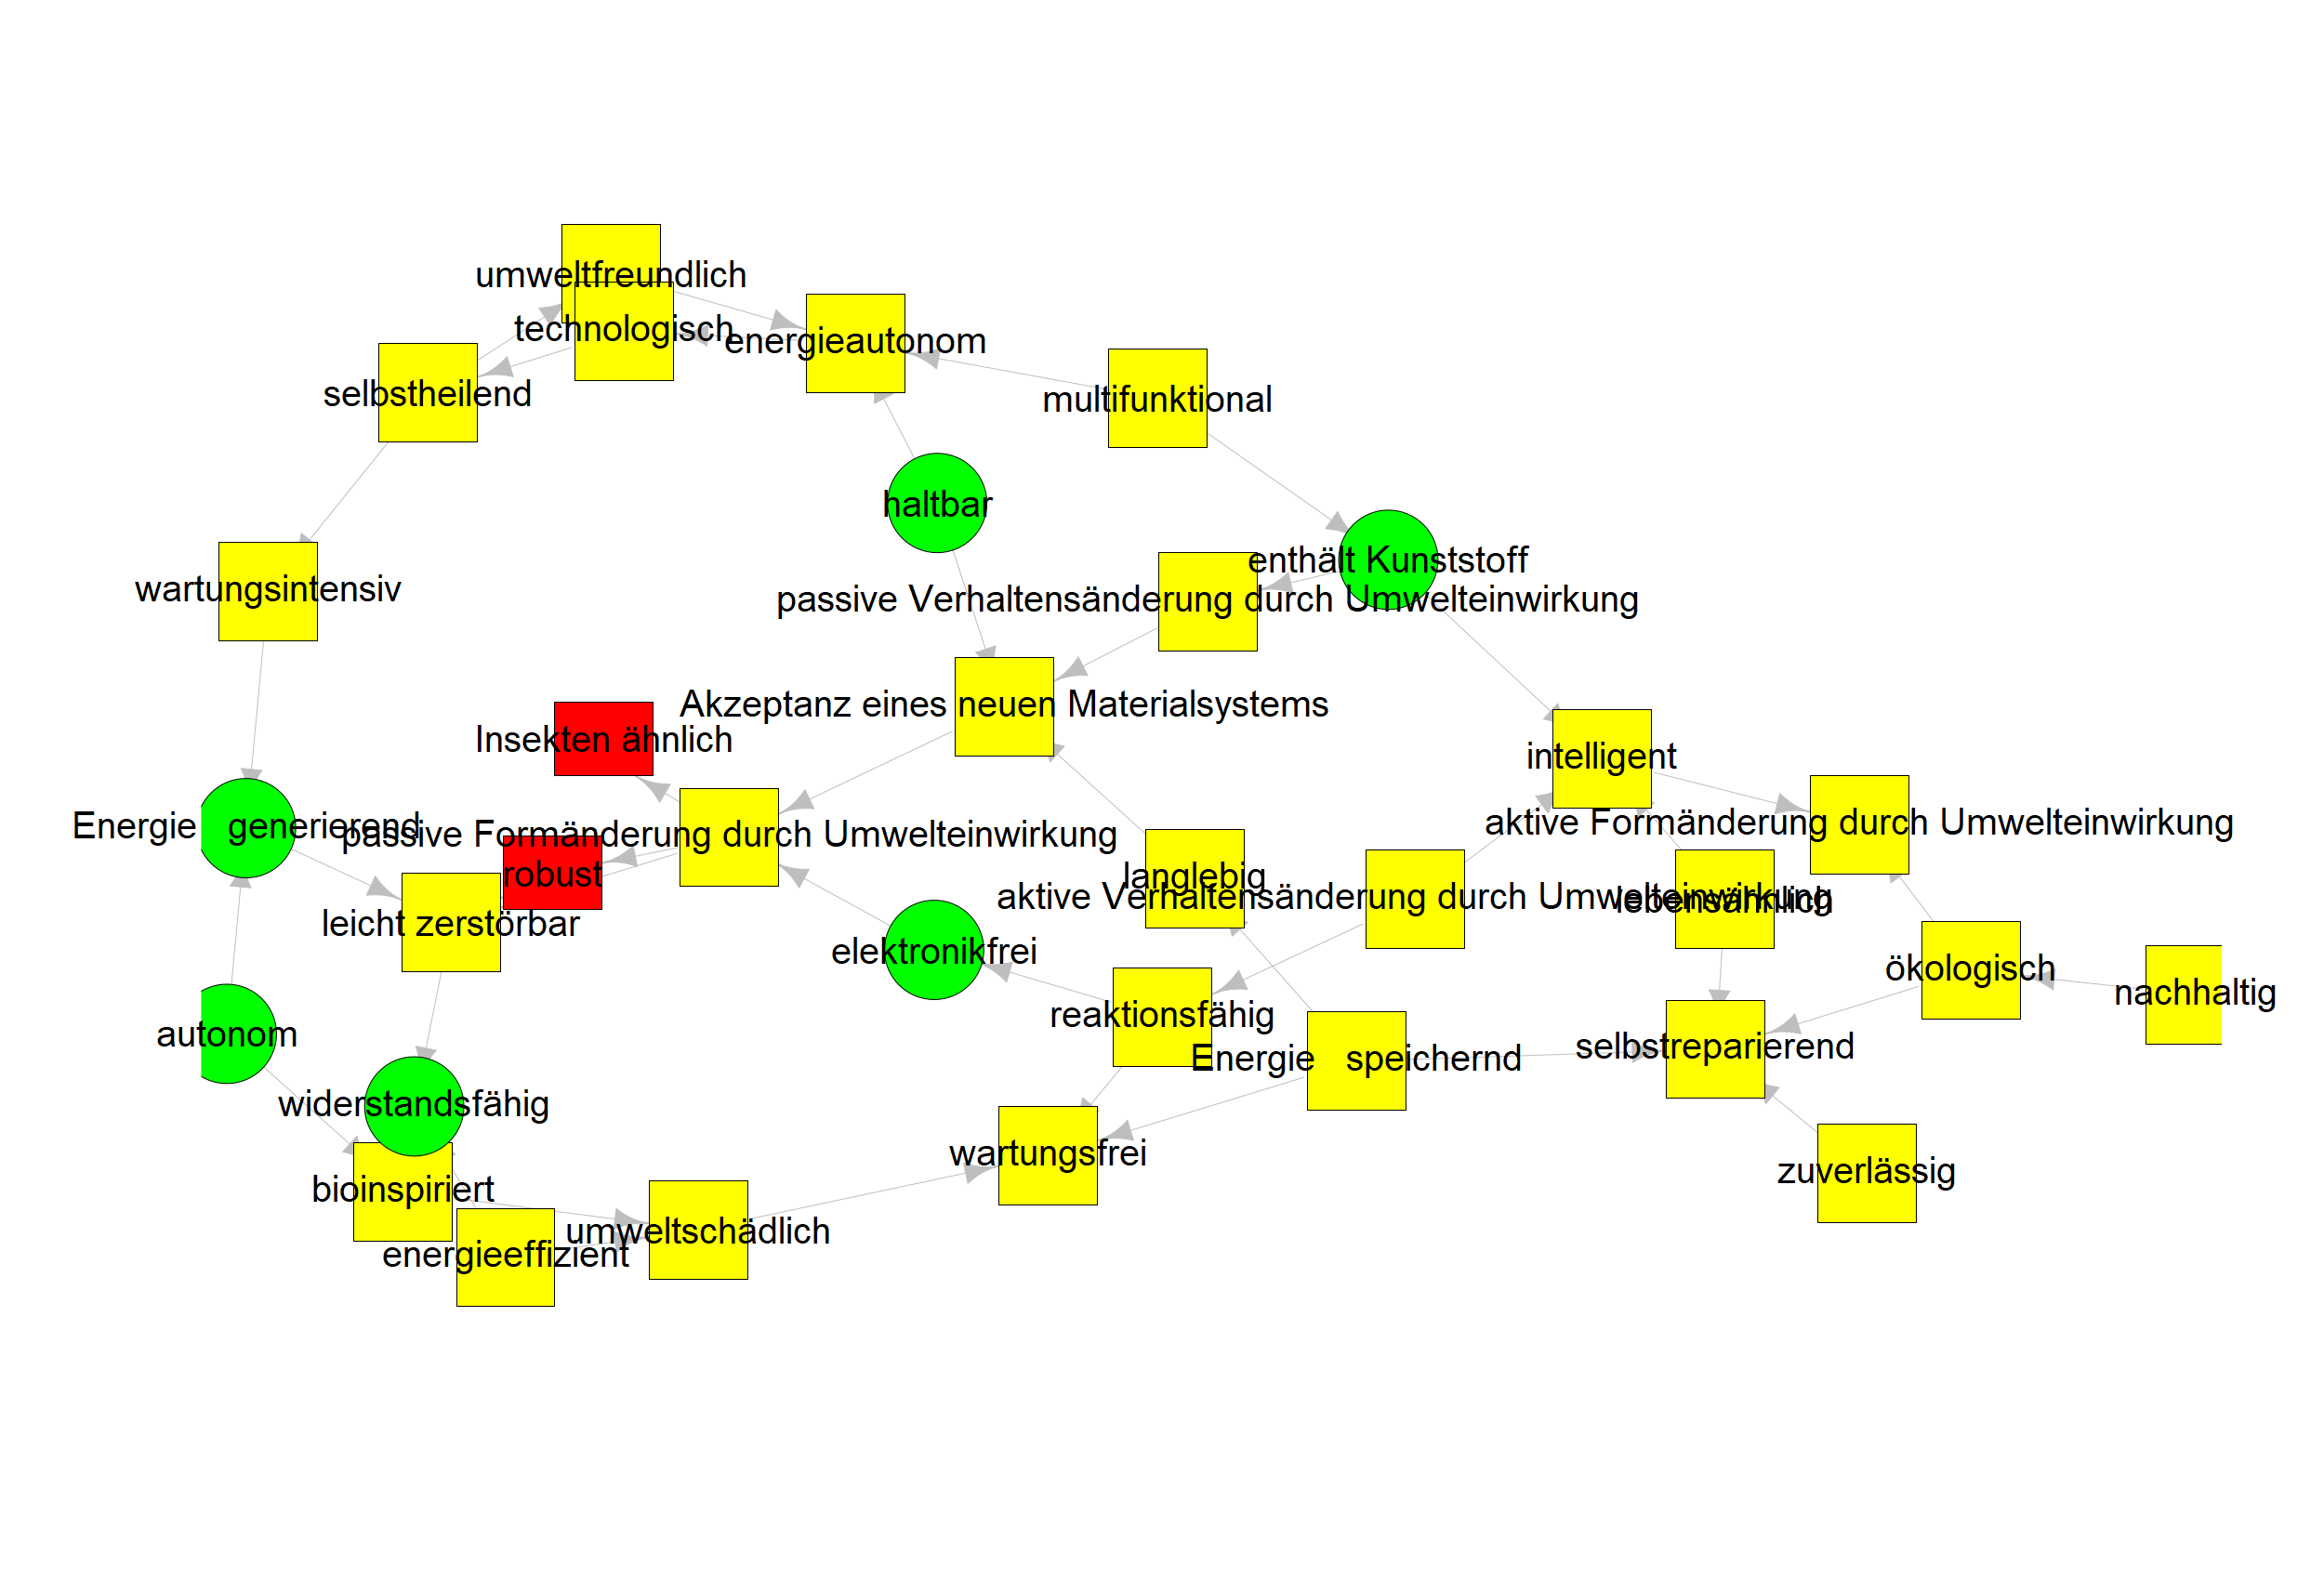 umweltfreundlich
technologisch
energieautonom
selbstheilend
multifunktional
haltbar
enthält Kunststoff
wartungsintensiv
passive Verhaltensänderung durch Umwelteinwirkung
Akzeptanz eines neuen Materialsystems
Insekten ähnlich
intelligent
Energie generierend
passive Formänderung durch Umwelteinwirkung
aktive Formänderung durch Umwelteinwirkung
robust
langlebig
aktive Verhaltensänderung durch Umwelteinwirkung
lebensähnlich
leicht zerstörbar
elektronikfrei
ökologisch
nachhaltig
reaktionsfähig
autonom
Energie speichernd
selbstreparierend
widerstandsfähig
wartungsfrei
zuverlässig
bioinspiriert
umweltschädlich
energieeffizient